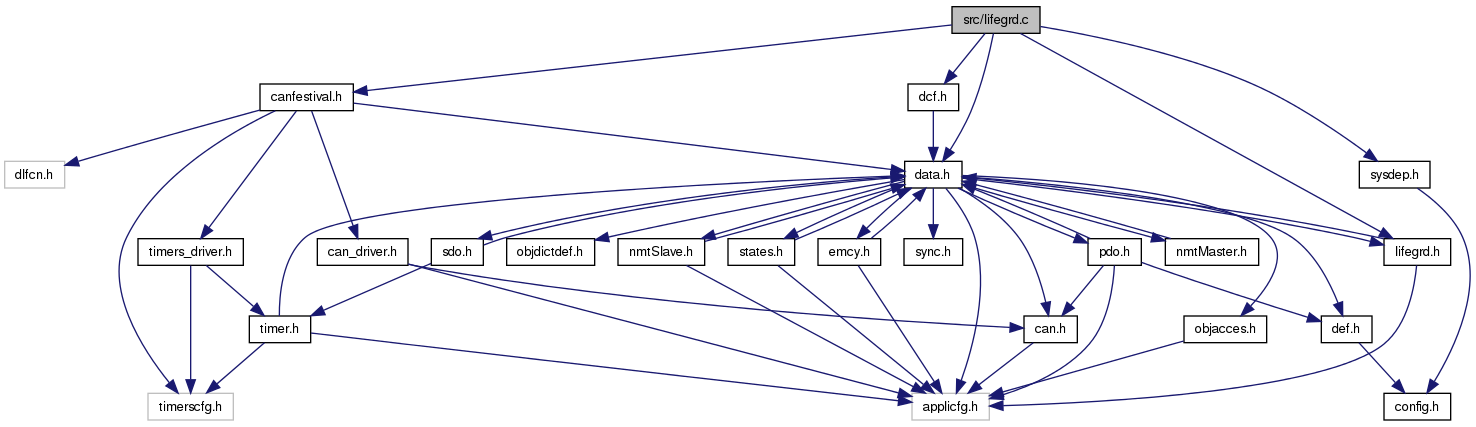 src/lifegrd.c
canfestival.h
dcf.h
dlfcn.h
data.h
sysdep.h
timers_driver.h
can_driver.h
sdo.h
objdictdef.h
nmtSlave.h
states.h
emcy.h
sync.h
pdo.h
nmtMaster.h
lifegrd.h
timer.h
can.h
objacces.h
def.h
timerscfg.h
applicfg.h
config.h